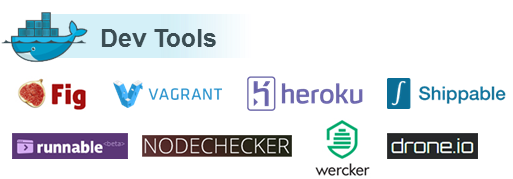 Dev Tools
Fig VAGRANT heroku Shippable
runnable <beta> NODECHECKER wercker drone.io